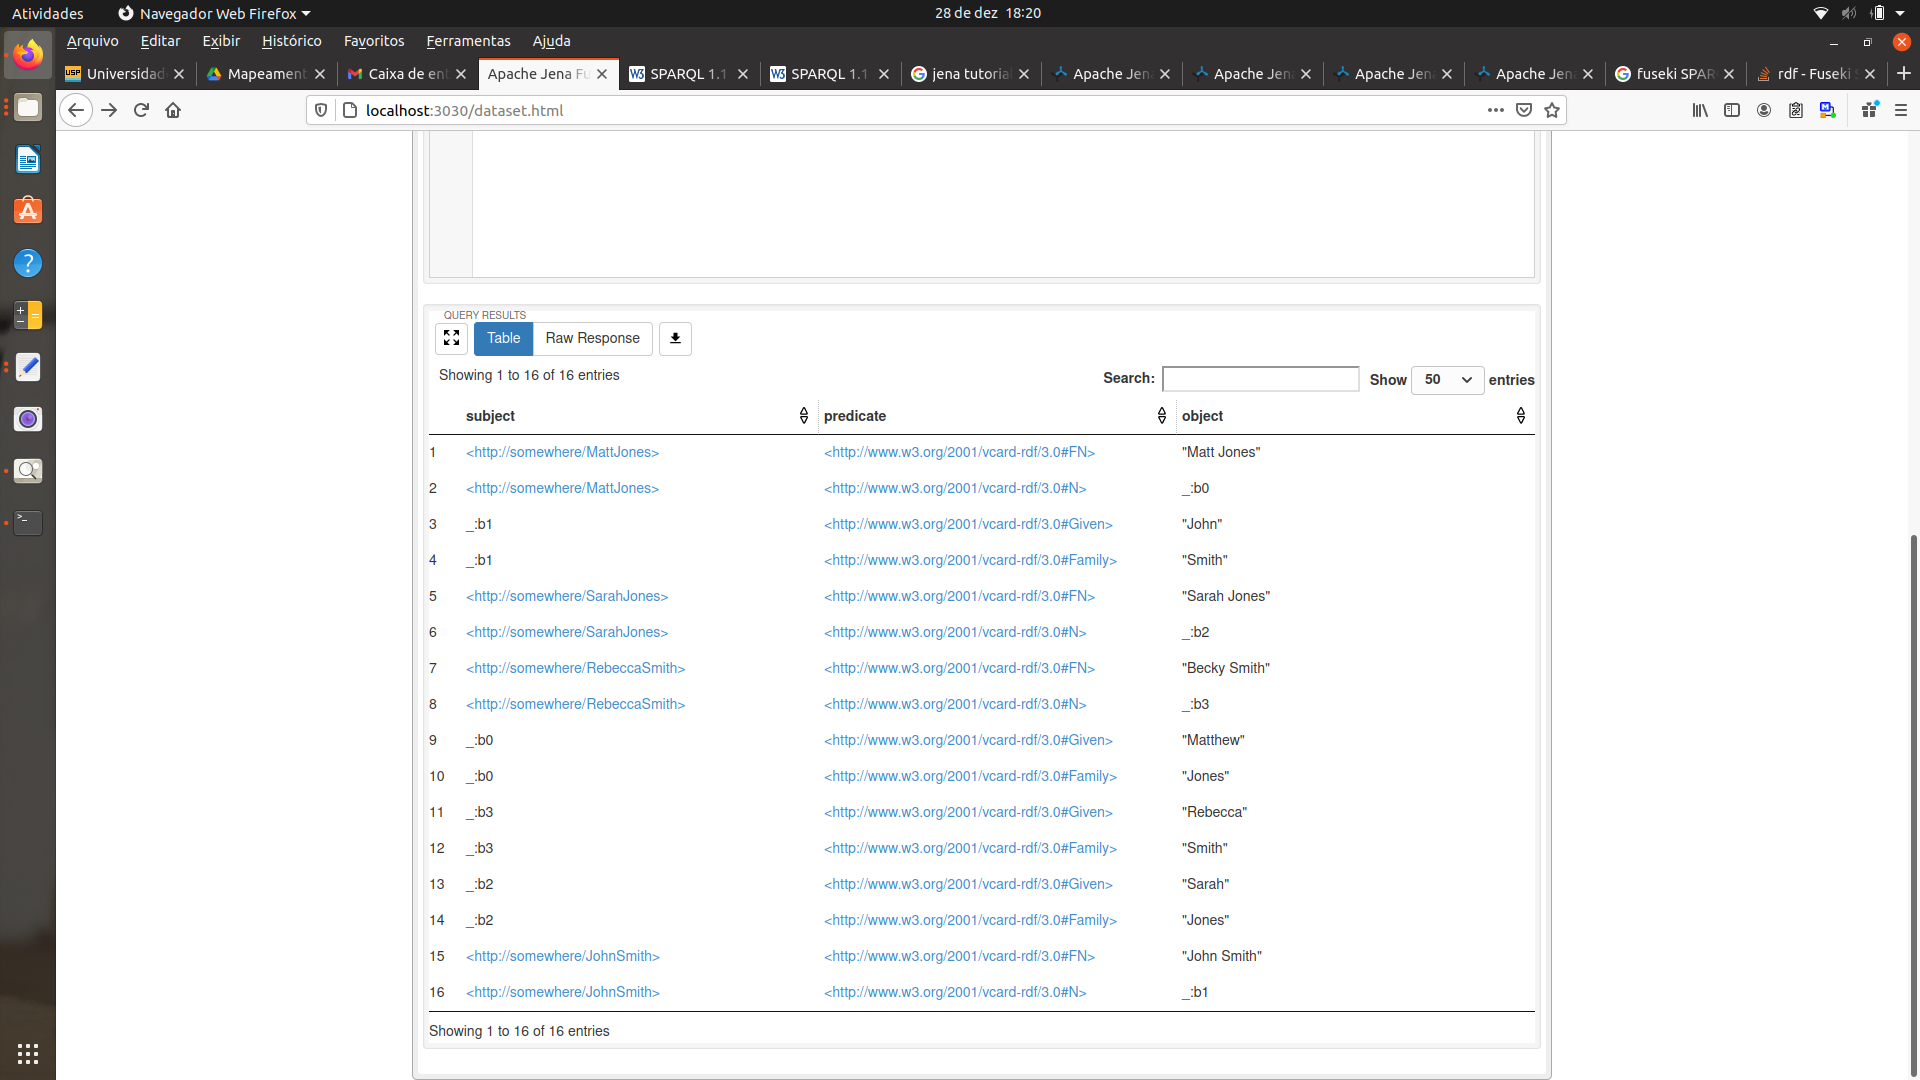 Atividades Navegador Web Firefox 28 de dez 18:20
Arquivo Editar Exibir Histórico Favoritos Ferramentas Ajuda
Universidad Mapeament Caixa de en Apache Jena Fu SPARQL 1.1 SPARQL 1.1 jena tutoria Apache Jen Apache Jen Apache Jen Apache Jen fuseki SPAR rdf - Fuseki S
localhost:3030/dataset.html
QUERY RESULTS
Table Raw Response
Showing 1 to 16 of 16 entries Search: Show 50 entries
subject predicate object
1 <http://somewhere/MattJones> <http://www.w3.org/2001/vcard-rdf/3.0#FN> "Matt Jones"
2 <http://somewhere/MattJones> <http://www.w3.org/2001/vcard-rdf/3.0#N> _:b0
3 _:b1 <http://www.w3.org/2001/vcard-rdf/3.0#Given> "John"
4 _:b1 <http://www.w3.org/2001/vcard-rdf/3.0#Family> "Smith"
5 <http://somewhere/SarahJones> <http://www.w3.org/2001/vcard-rdf/3.0#FN> "Sarah Jones"
6 <http://somewhere/SarahJones> <http://www.w3.org/2001/vcard-rdf/3.0#N> _:b2
7 <http://somewhere/RebeccaSmith> <http://www.w3.org/2001/vcard-rdf/3.0#FN> "Becky Smith"
8 <http://somewhere/RebeccaSmith> <http://www.w3.org/2001/vcard-rdf/3.0#N> _:b3
9 _:b0 <http://www.w3.org/2001/vcard-rdf/3.0#Given> "Matthew"
10 _:b0 <http://www.w3.org/2001/vcard-rdf/3.0#Family> "Jones"
11 _:b3 <http://www.w3.org/2001/vcard-rdf/3.0#Given> "Rebecca"
12 _:b3 <http://www.w3.org/2001/vcard-rdf/3.0#Family> "Smith"
13 _:b2 <http://www.w3.org/2001/vcard-rdf/3.0#Given> "Sarah"
14 _:b2 <http://www.w3.org/2001/vcard-rdf/3.0#Family> "Jones"
15 <http://somewhere/JohnSmith> <http://www.w3.org/2001/vcard-rdf/3.0#FN> "John Smith"
16 <http://somewhere/JohnSmith> <http://www.w3.org/2001/vcard-rdf/3.0#N> _:b1
Showing 1 to 16 of 16 entries